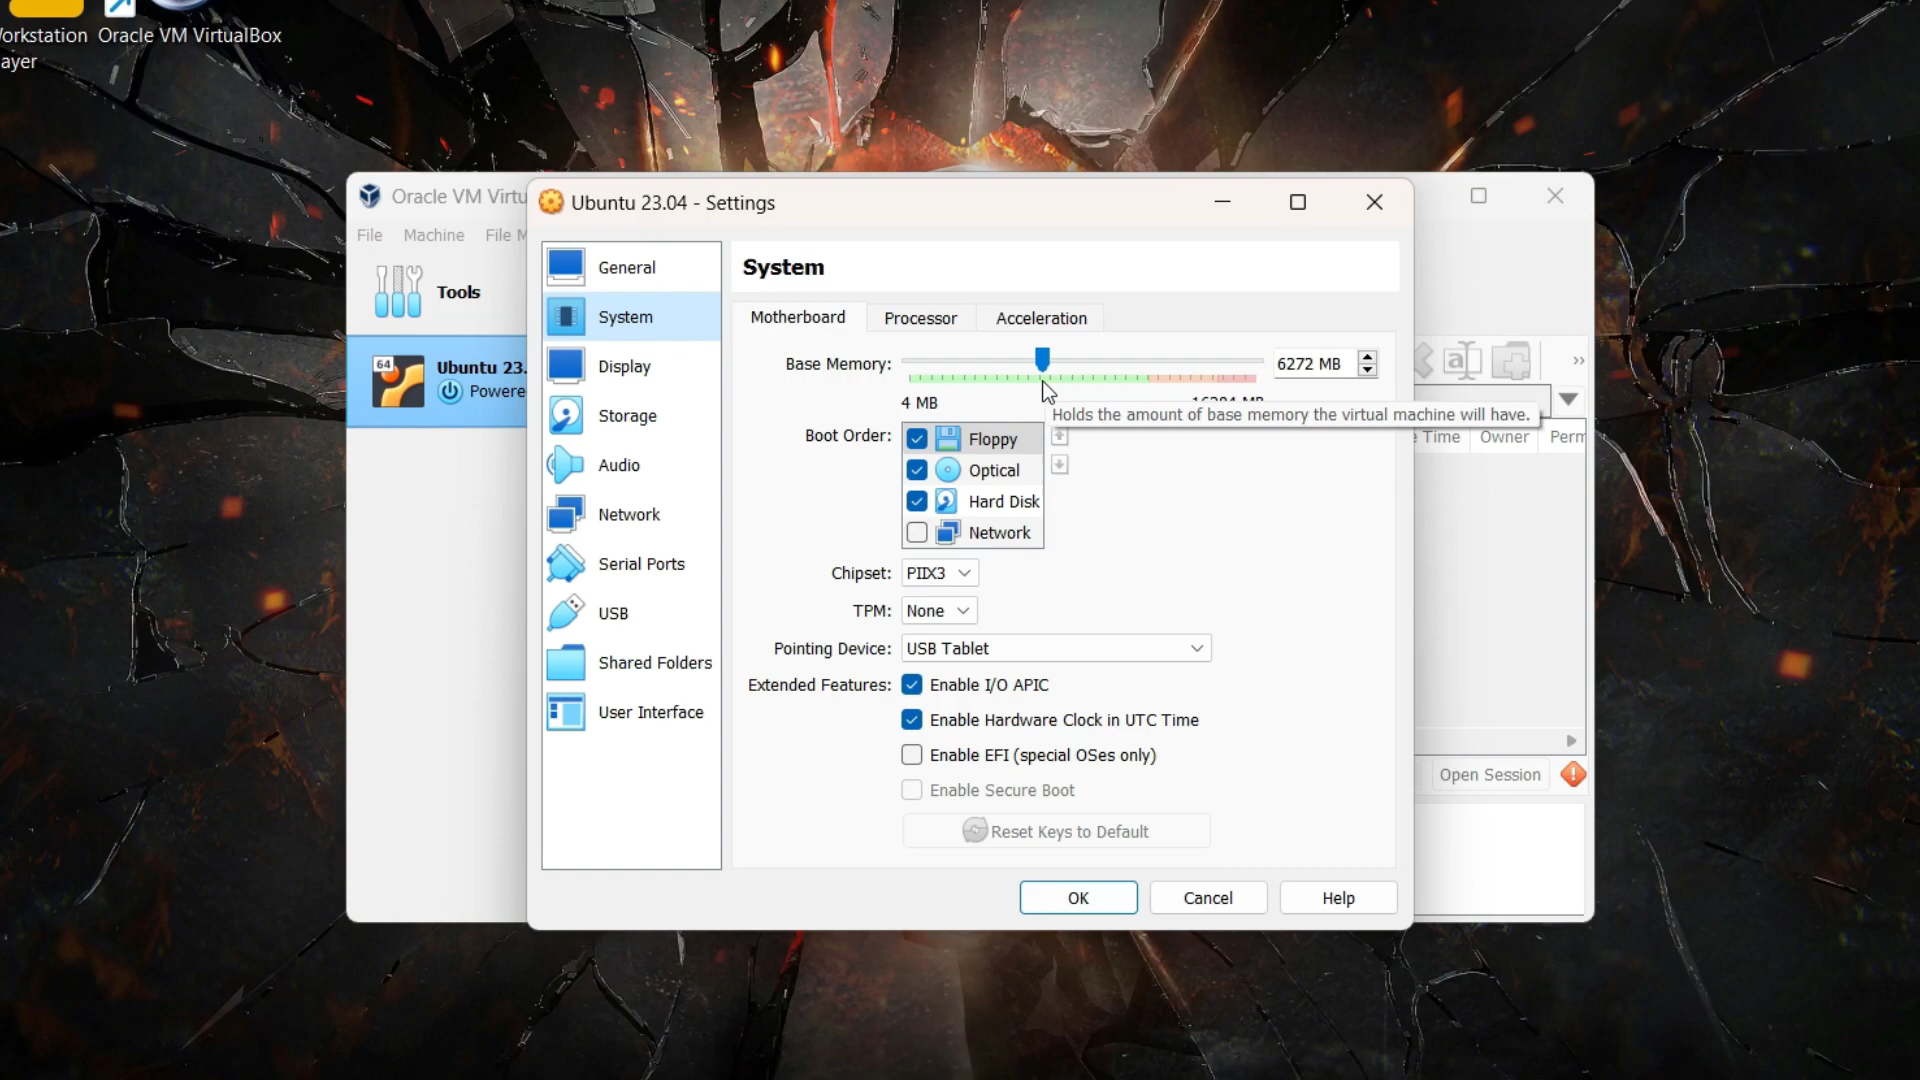 orkstation
ayer
Oracle VM VirtualBox
Oracle VM Virtu
File
Machine
File M
Tools
64
Ubuntu 23.
Powere
Ubuntu 23.04 - Settings
General
System
Display
Storage
Audio
Network
Serial Ports
USB
Shared Folders
User Interface
System
Motherboard
Processor
Acceleration
Base Memory:
6272 MB
4 MB
Holds the amount of base memory the virtual machine will have.
Boot Order:
Floppy
Optical
Hard Disk
Network
Chipset:
PIIX3
TPM:
None
Pointing Device:
USB Tablet
Extended Features:
Enable I/O APIC
Enable Hardware Clock in UTC Time
Enable EFI (special OSes only)
Enable Secure Boot
Reset Keys to Default
OK
Cancel
Help
e Time
Owner
Perm
Open Session